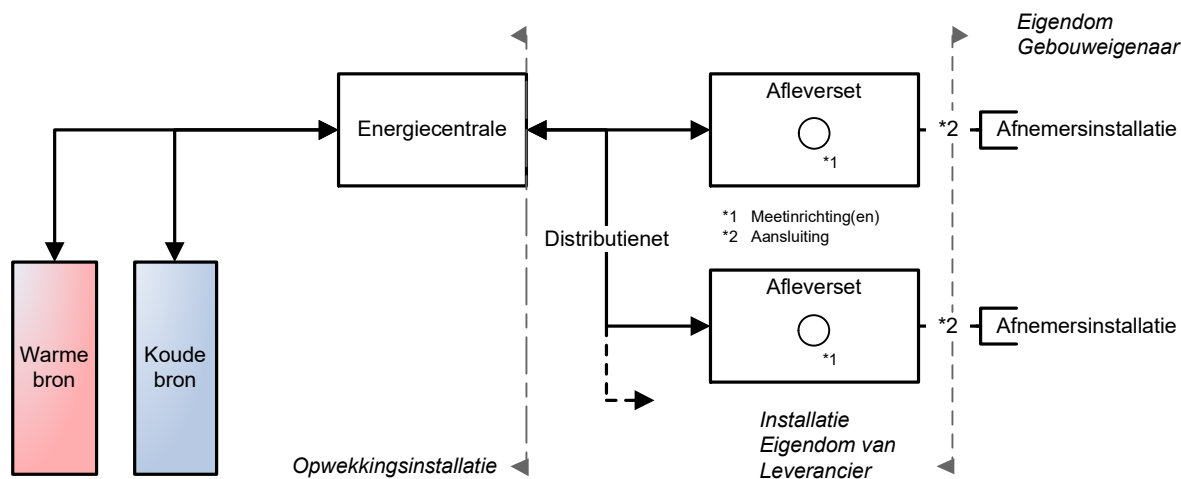 Eigendom
Gebouweigenaar
Energiecentrale
Afleverset
*1
*2
Afnemersinstallatie
*1 Meetinrichting(en)
*2 Aansluiting
Distributienet
Afleverset
*1
*2
Afnemersinstallatie
Warme
bron
Koude
bron
Installatie
Eigendom van
Leverancier
Opwekkingsinstallatie